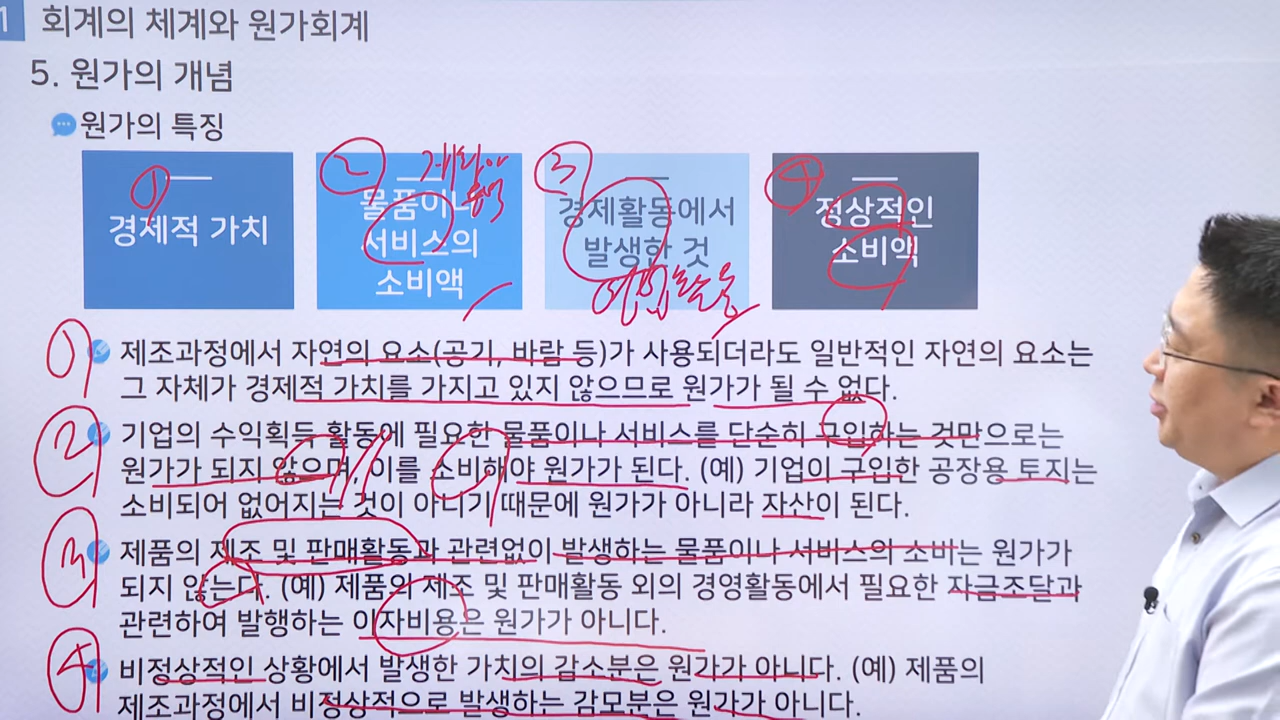 1 회계의 체계와 원가회계
5. 원가의 개념
원가의 특징
① 경제적 가치
② 물품이나
서비스의
소비액
③ 경제활동에서
발생한 것
④ 정상적인
소비액
① 제조과정에서 자연의 요소(공기, 바람 등)가 사용되더라도 일반적인 자연의 요소는
그 자체가 경제적 가치를 가지고 있지 않으므로 원가가 될 수 없다.
② 기업의 수익획득 활동에 필요한 물품이나 서비스를 단순히 구입하는 것만으로는
원가가 되지 않으며, 이를 소비해야 원가가 된다. (예) 기업이 구입한 공장용 토지는
소비되어 없어지는 것이 아니기 때문에 원가가 아니라 자산이 된다.
③ 제품의 제조 및 판매활동과 관련없이 발생하는 물품이나 서비스의 소비는 원가가
되지 않는다. (예) 제품의 제조 및 판매활동 외의 경영활동에서 필요한 자금조달과
관련하여 발행하는 이자비용은 원가가 아니다.
④ 비정상적인 상황에서 발생한 가치의 감소분은 원가가 아니다. (예) 제품의
제조과정에서 비정상적으로 발생하는 감모분은 원가가 아니다.